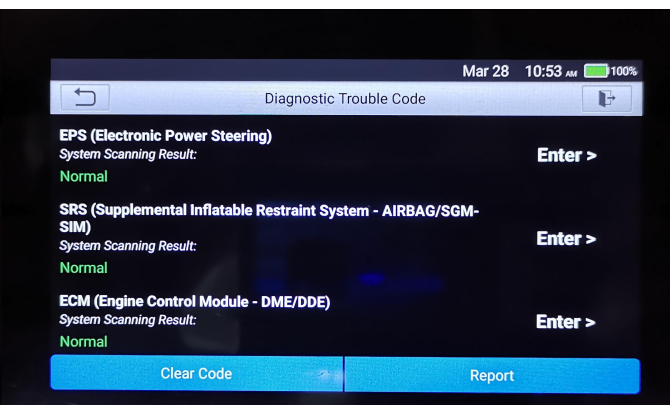 Mar 28 10:53 AM 100%
Diagnostic Trouble Code
EPS (Electronic Power Steering)
System Scanning Result:
Enter >
Normal
SRS (Supplemental Inflatable Restraint System - AIRBAG/SGM-
SIM)
System Scanning Result:
Enter >
Normal
ECM (Engine Control Module - DME/DDE)
System Scanning Result:
Enter >
Normal
Clear Code
Report